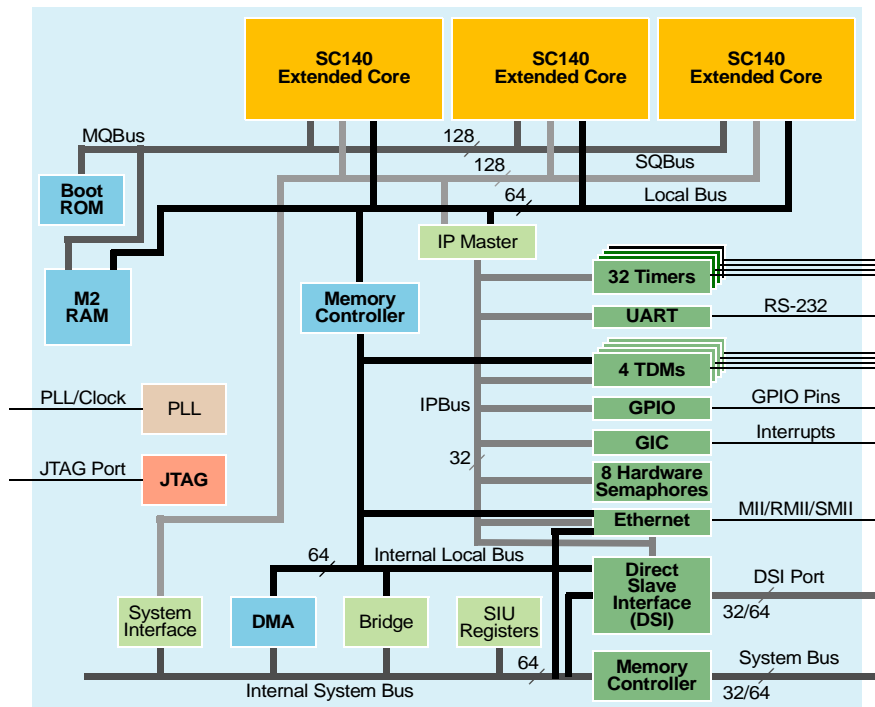 SC140
Extended Core
SC140
Extended Core
SC140
Extended Core
MQBus
128
128
SQBus
64
Local Bus
Boot
ROM
IP Master
M2
RAM
Memory
Controller
32 Timers
UART
RS-232
4 TDMs
PLL/Clock
PLL
IPBus
GPIO
GPIO Pins
GIC
Interrupts
32
JTAG Port
JTAG
8 Hardware
Semaphores
Ethernet
MII/RMII/SMII
64
Internal Local Bus
Direct
Slave
Interface
(DSI)
DSI Port
32/64
System
Interface
DMA
Bridge
SIU
Registers
64
Internal System Bus
Memory
Controller
System Bus
32/64